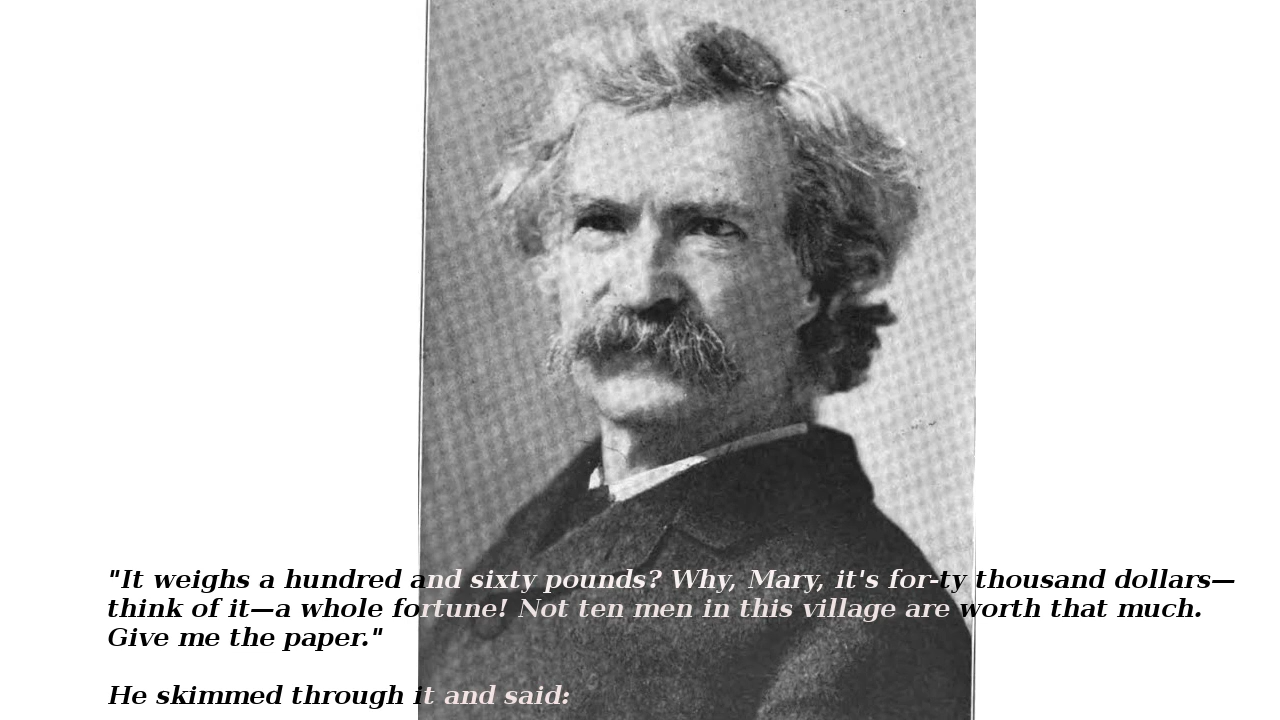 "It weighs a hundred and sixty pounds? Why, Mary, it's for-ty thousand dollars—
think of it—a whole fortune! Not ten men in this village are worth that much.
Give me the paper."
He skimmed through it and said: